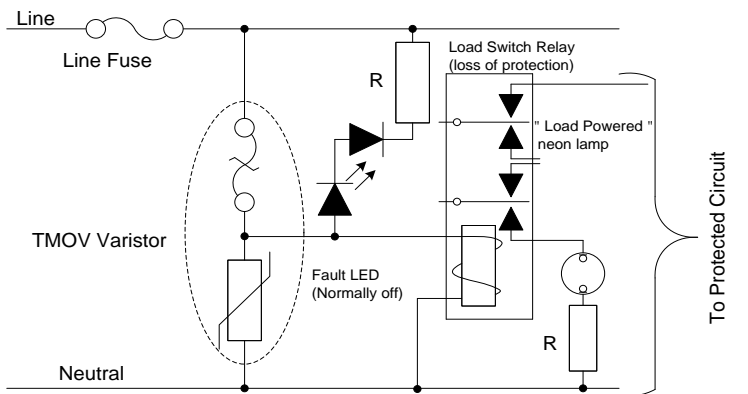 Line
Line Fuse
R
Load Switch Relay
(loss of protection)
" Load Powered "
neon lamp
TMOV Varistor
Fault LED
(Normally off)
R
Neutral
To Protected Circuit